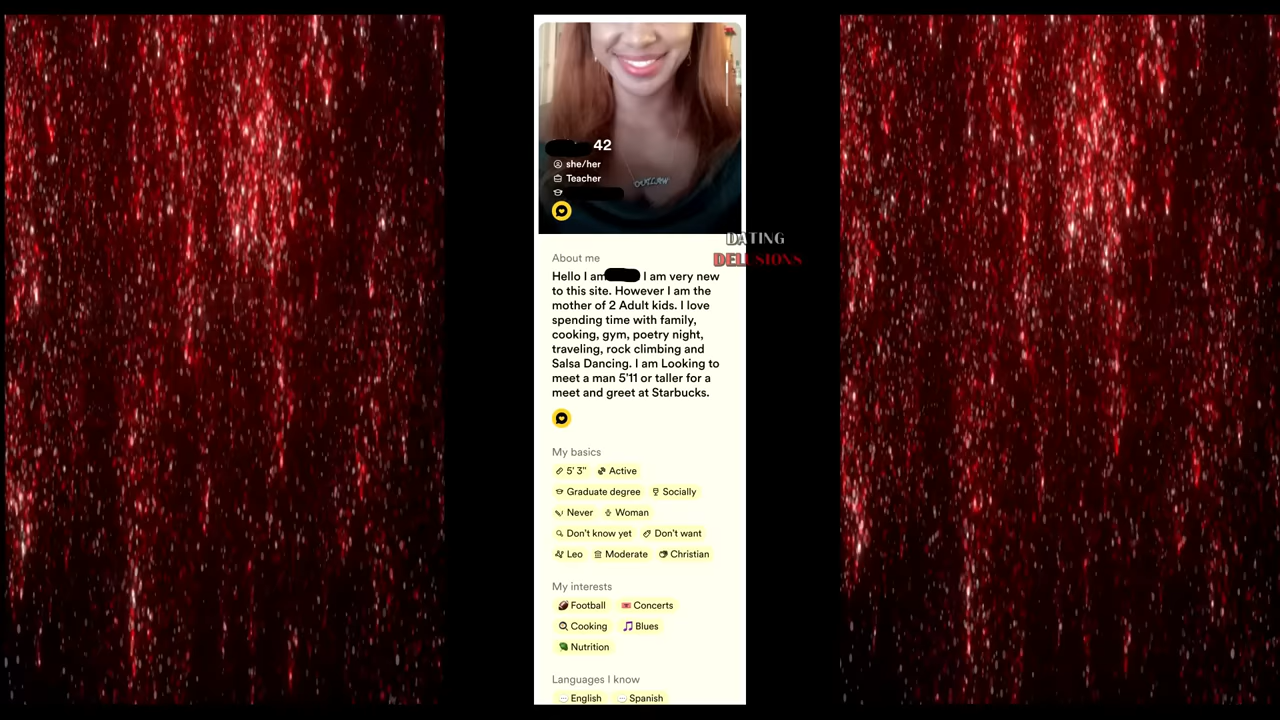 42
she/her
Teacher
DATING
DELUSIONS
About me
Hello I am I am very new
to this site. However I am the
mother of 2 Adult kids. I love
spending time with family,
cooking, gym, poetry night,
traveling, rock climbing and
Salsa Dancing. I am Looking to
meet a man 5'11 or taller for a
meet and greet at Starbucks.
My basics
5' 3" Active
Graduate degree Socially
Never Woman
Don't know yet Don't want
Leo Moderate Christian
My interests
Football Concerts
Cooking Blues
Nutrition
Languages I know
English Spanish